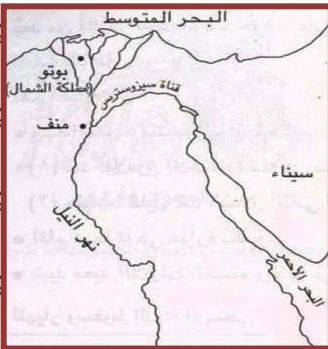 البحر المتوسط
بوتو
(مملكة الشمال)
قناة سيزوستريس
منف
سيناء
نهر النيل
البحر الأحمر